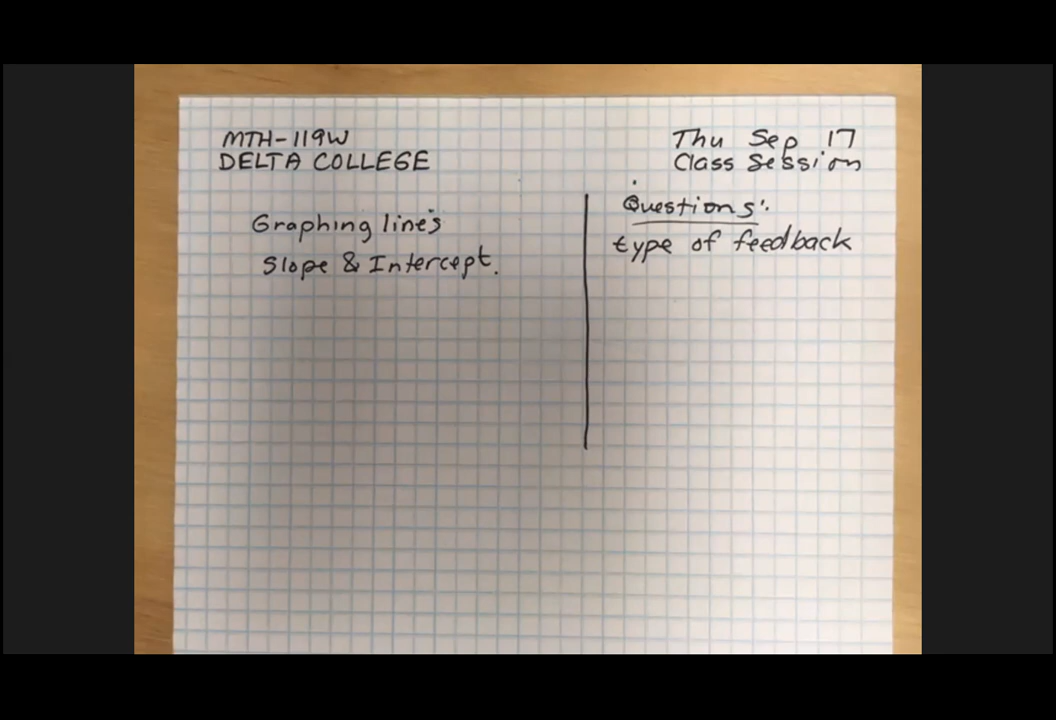 MTH-119W
DELTA COLLEGE
Thu Sep 17
Class Session
Graphing lines
Slope & Intercept.
Questions:
type of feedback